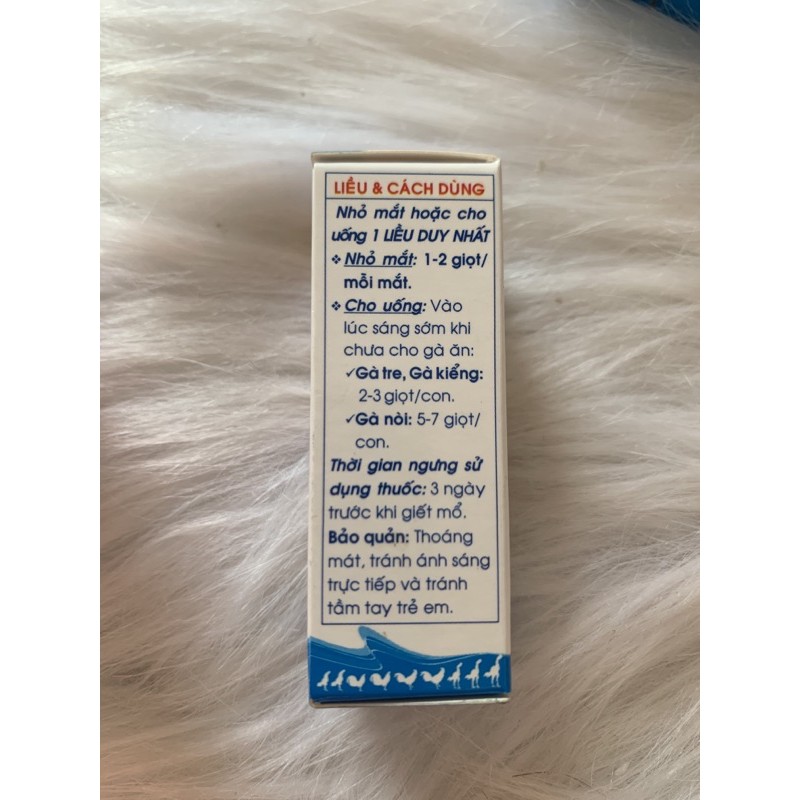 LIỀU & CÁCH DÙNG
Nhỏ mắt hoặc cho
uống 1 LIỀU DUY NHẤT
❖ Nhỏ mắt: 1-2 giọt/
mỗi mắt.
❖ Cho uống: Vào
lúc sáng sớm khi
chưa cho gà ăn:
✓Gà tre, Gà kiểng:
2-3 giọt/con.
✓Gà nòi: 5-7 giọt/
con.
Thời gian ngưng sử
dụng thuốc: 3 ngày
trước khi giết mổ.
Bảo quản: Thoáng
mát, tránh ánh sáng
trực tiếp và tránh
tầm tay trẻ em.